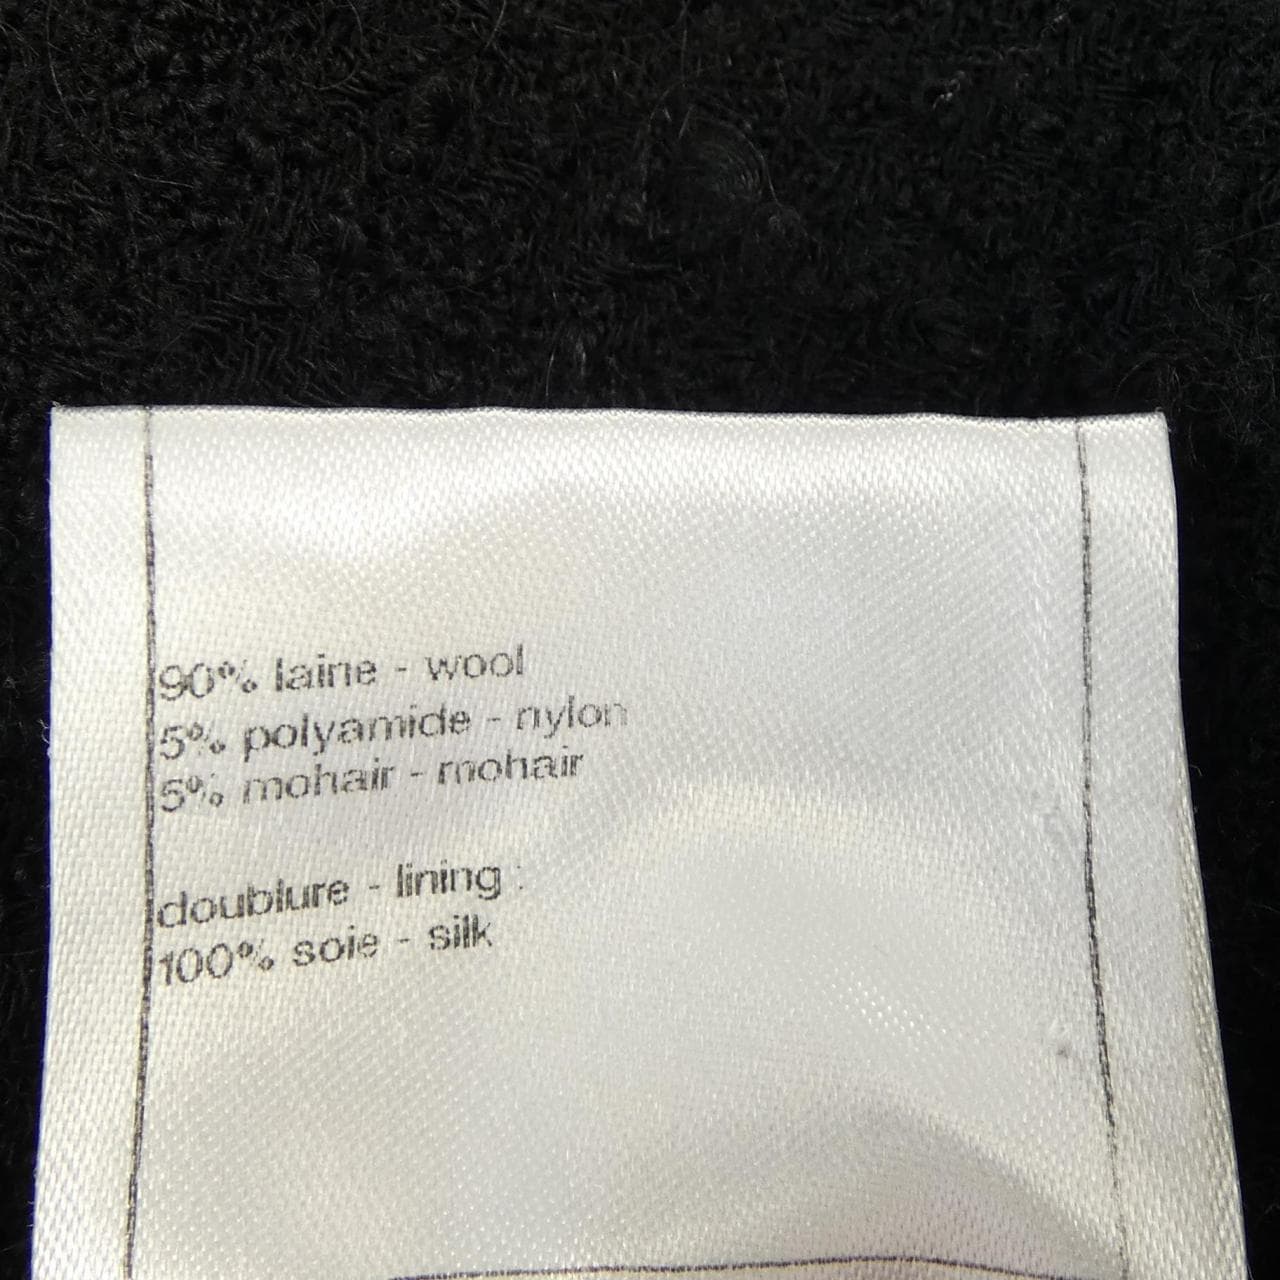 90% laine - wool
5% polyamide - nylon
5% mohair - mohair
doublure - lining :
100% soie - silk